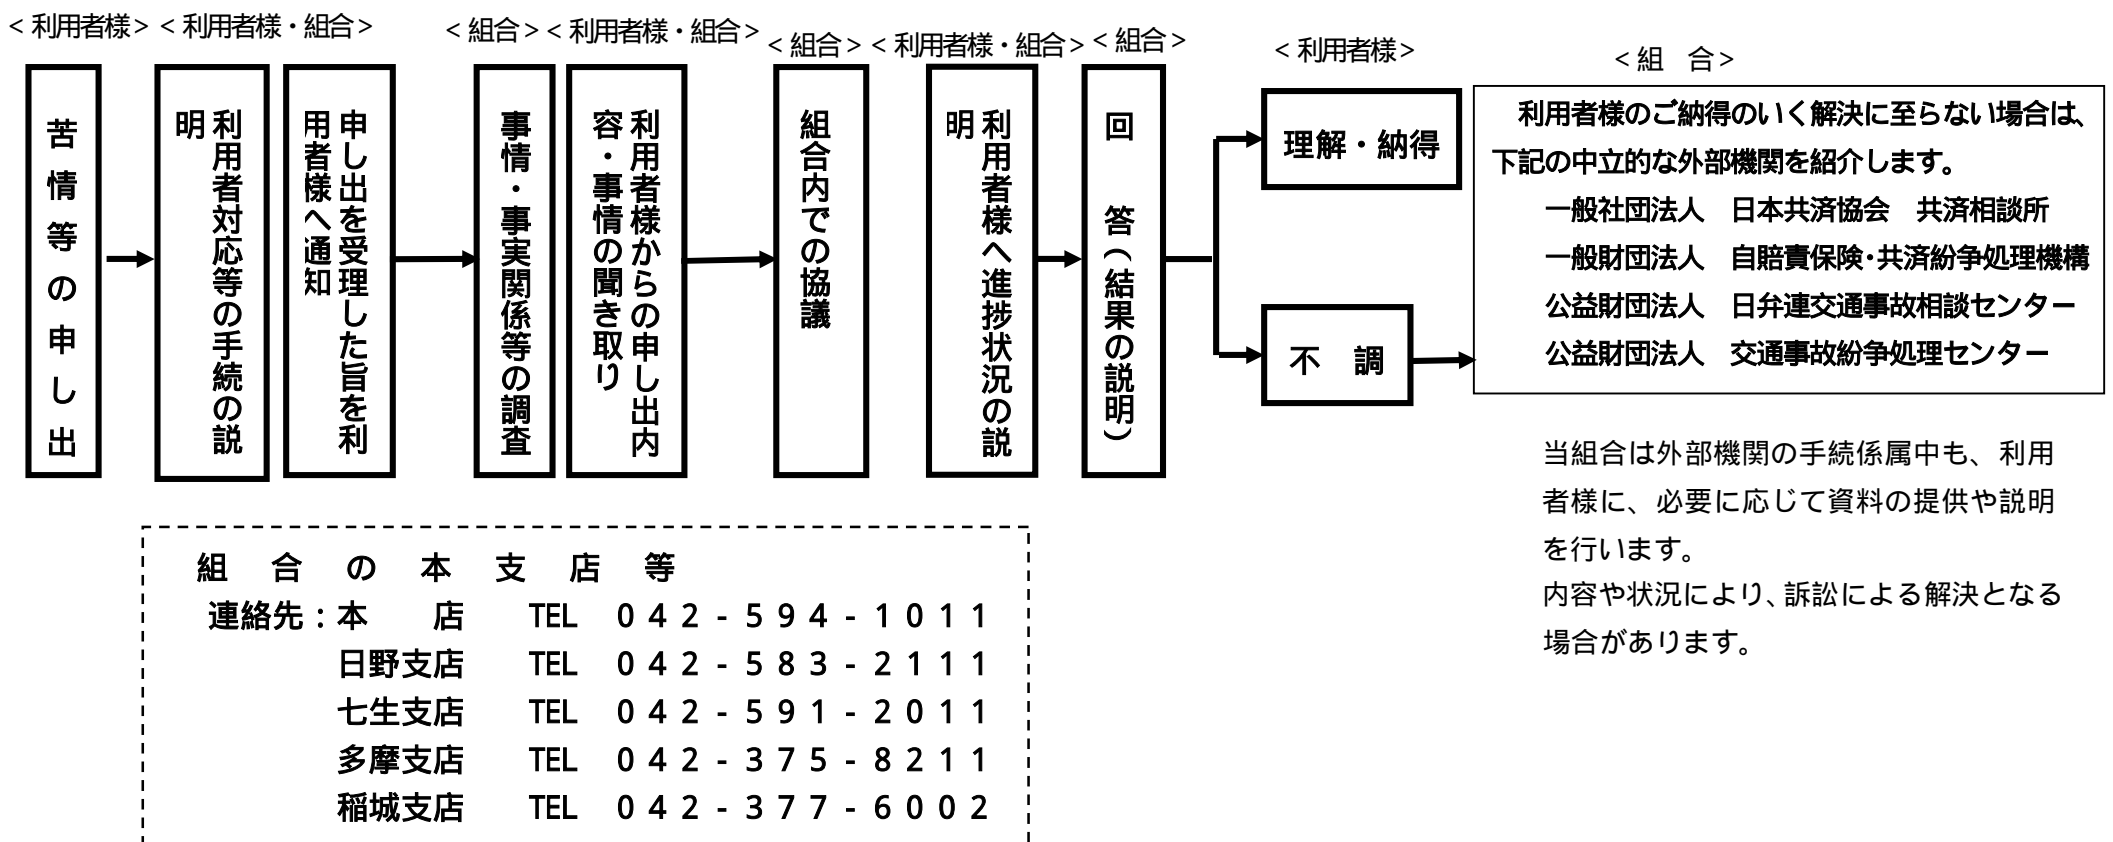 ＜利用者様＞
＜利用者様・組合＞
＜組合＞
＜利用者様・組合＞
＜組合＞
＜利用者様・組合＞
＜組合＞
＜利用者様＞
＜組　合＞
苦情等の申し出
利用者対応等の手続の説
明
申し出を受理した旨を利
用者様へ通知
事情・事実関係等の調査
利用者様からの申し出内
容・事情の聞き取り
組合内での協議
利用者様へ進捗状況の説
明
回　答（結果の説明）
理解・納得
不　調
利用者様のご納得のいく解決に至らない場合は、
下記の中立的な外部機関を紹介します。
一般社団法人　日本共済協会　共済相談所
一般財団法人　自賠責保険・共済紛争処理機構
公益財団法人　日弁連交通事故相談センター
公益財団法人　交通事故紛争処理センター
当組合は外部機関の手続係属中も、利用
者様に、必要に応じて資料の提供や説明
を行います。
内容や状況により、訴訟による解決となる
場合があります。
組　合　の　本　支　店　等
連絡先：本　　店　　TEL　０４２-５９４-１０１１
日野支店　　TEL　０４２-５８３-２１１１
七生支店　　TEL　０４２-５９１-２０１１
多摩支店　　TEL　０４２-３７５-８２１１
稲城支店　　TEL　０４２-３７７-６００２